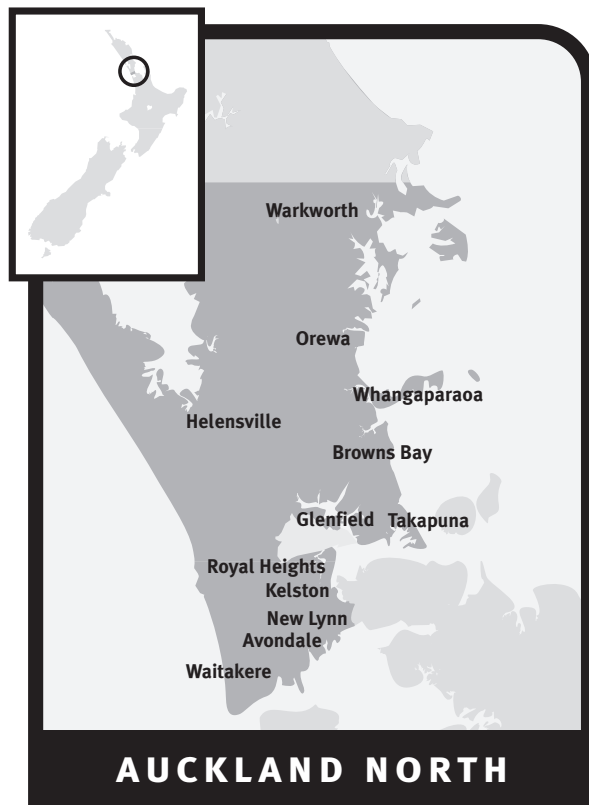 Warkworth
Orewa
Whangaparaoa
Helensville
Browns Bay
Glenfield Takapuna
Royal Heights
Kelston
New Lynn
Avondale
Waitakere
AUCKLAND NORTH